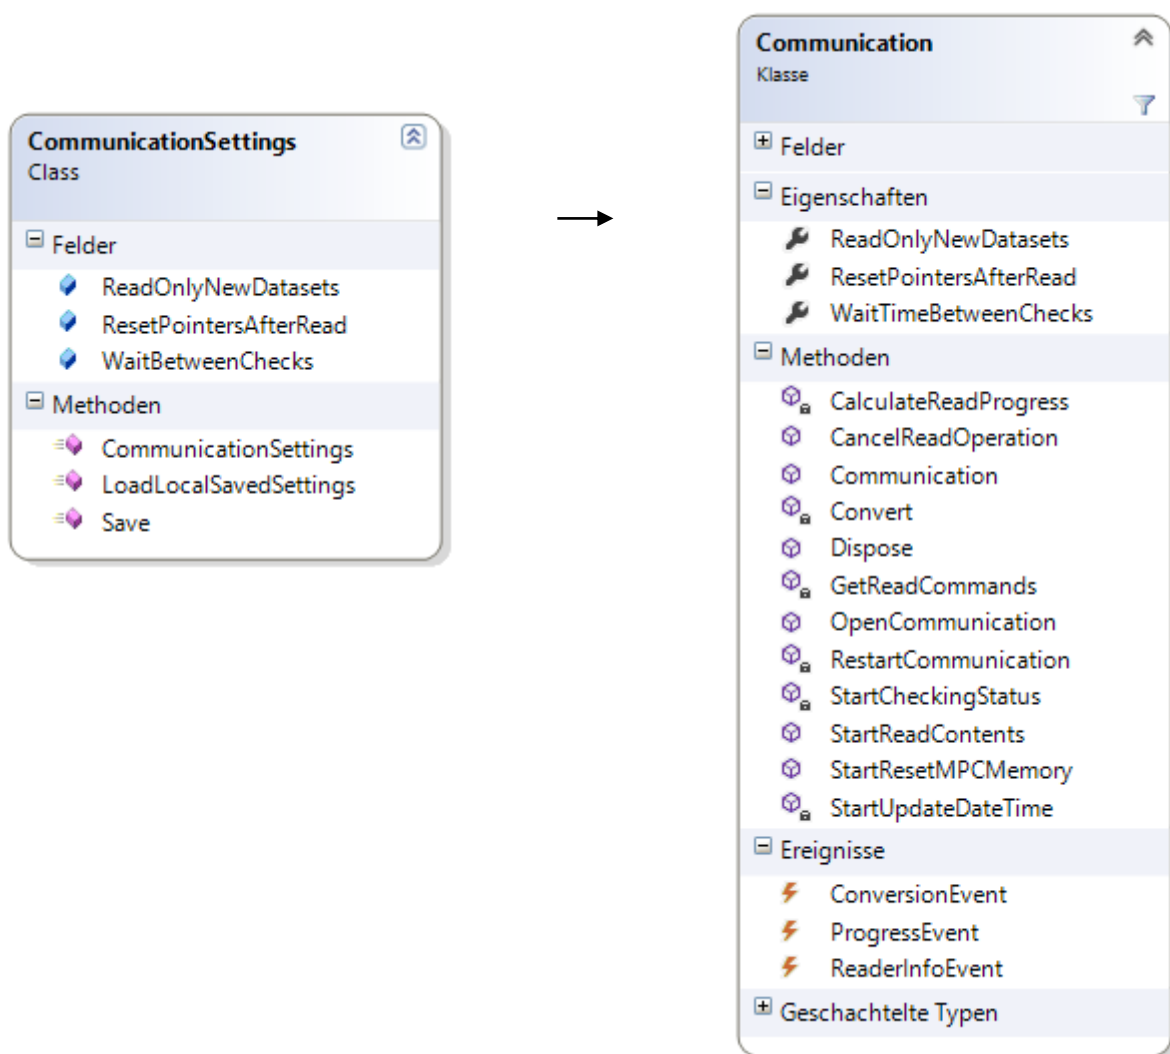 CommunicationSettings
Class
Felder
ReadOnlyNewDatasets
ResetPointersAfterRead
WaitBetweenChecks
Methoden
CommunicationSettings
LoadLocalSavedSettings
Save
Communication
Klasse
Felder
Eigenschaften
ReadOnlyNewDatasets
ResetPointersAfterRead
WaitTimeBetweenChecks
Methoden
CalculateReadProgress
CancelReadOperation
Communication
Convert
Dispose
GetReadCommands
OpenCommunication
RestartCommunication
StartCheckingStatus
StartReadContents
StartResetMPCMemory
StartUpdateDateTime
Ereignisse
ConversionEvent
ProgressEvent
ReaderInfoEvent
Geschachtelte Typen